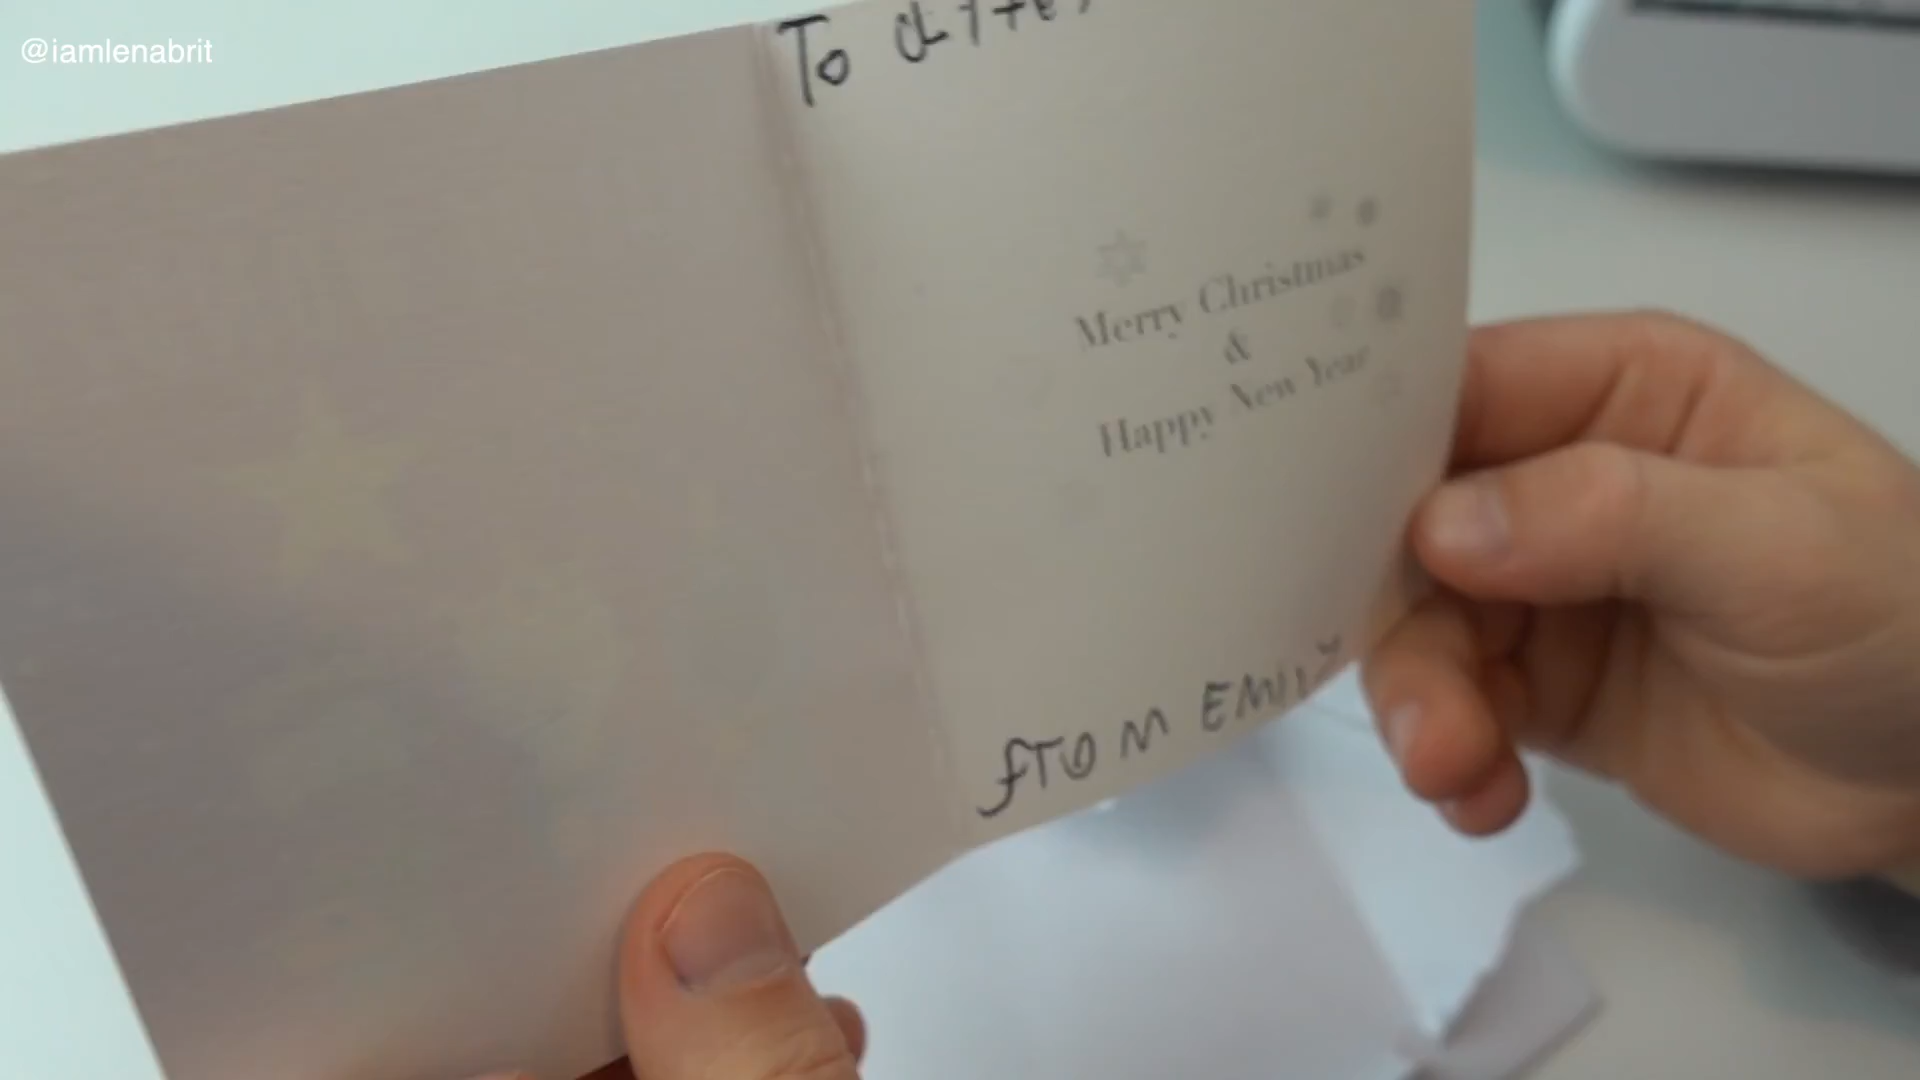 @iamlenabrit
To
Merry Christmas
&
Happy New Year
from EMILY